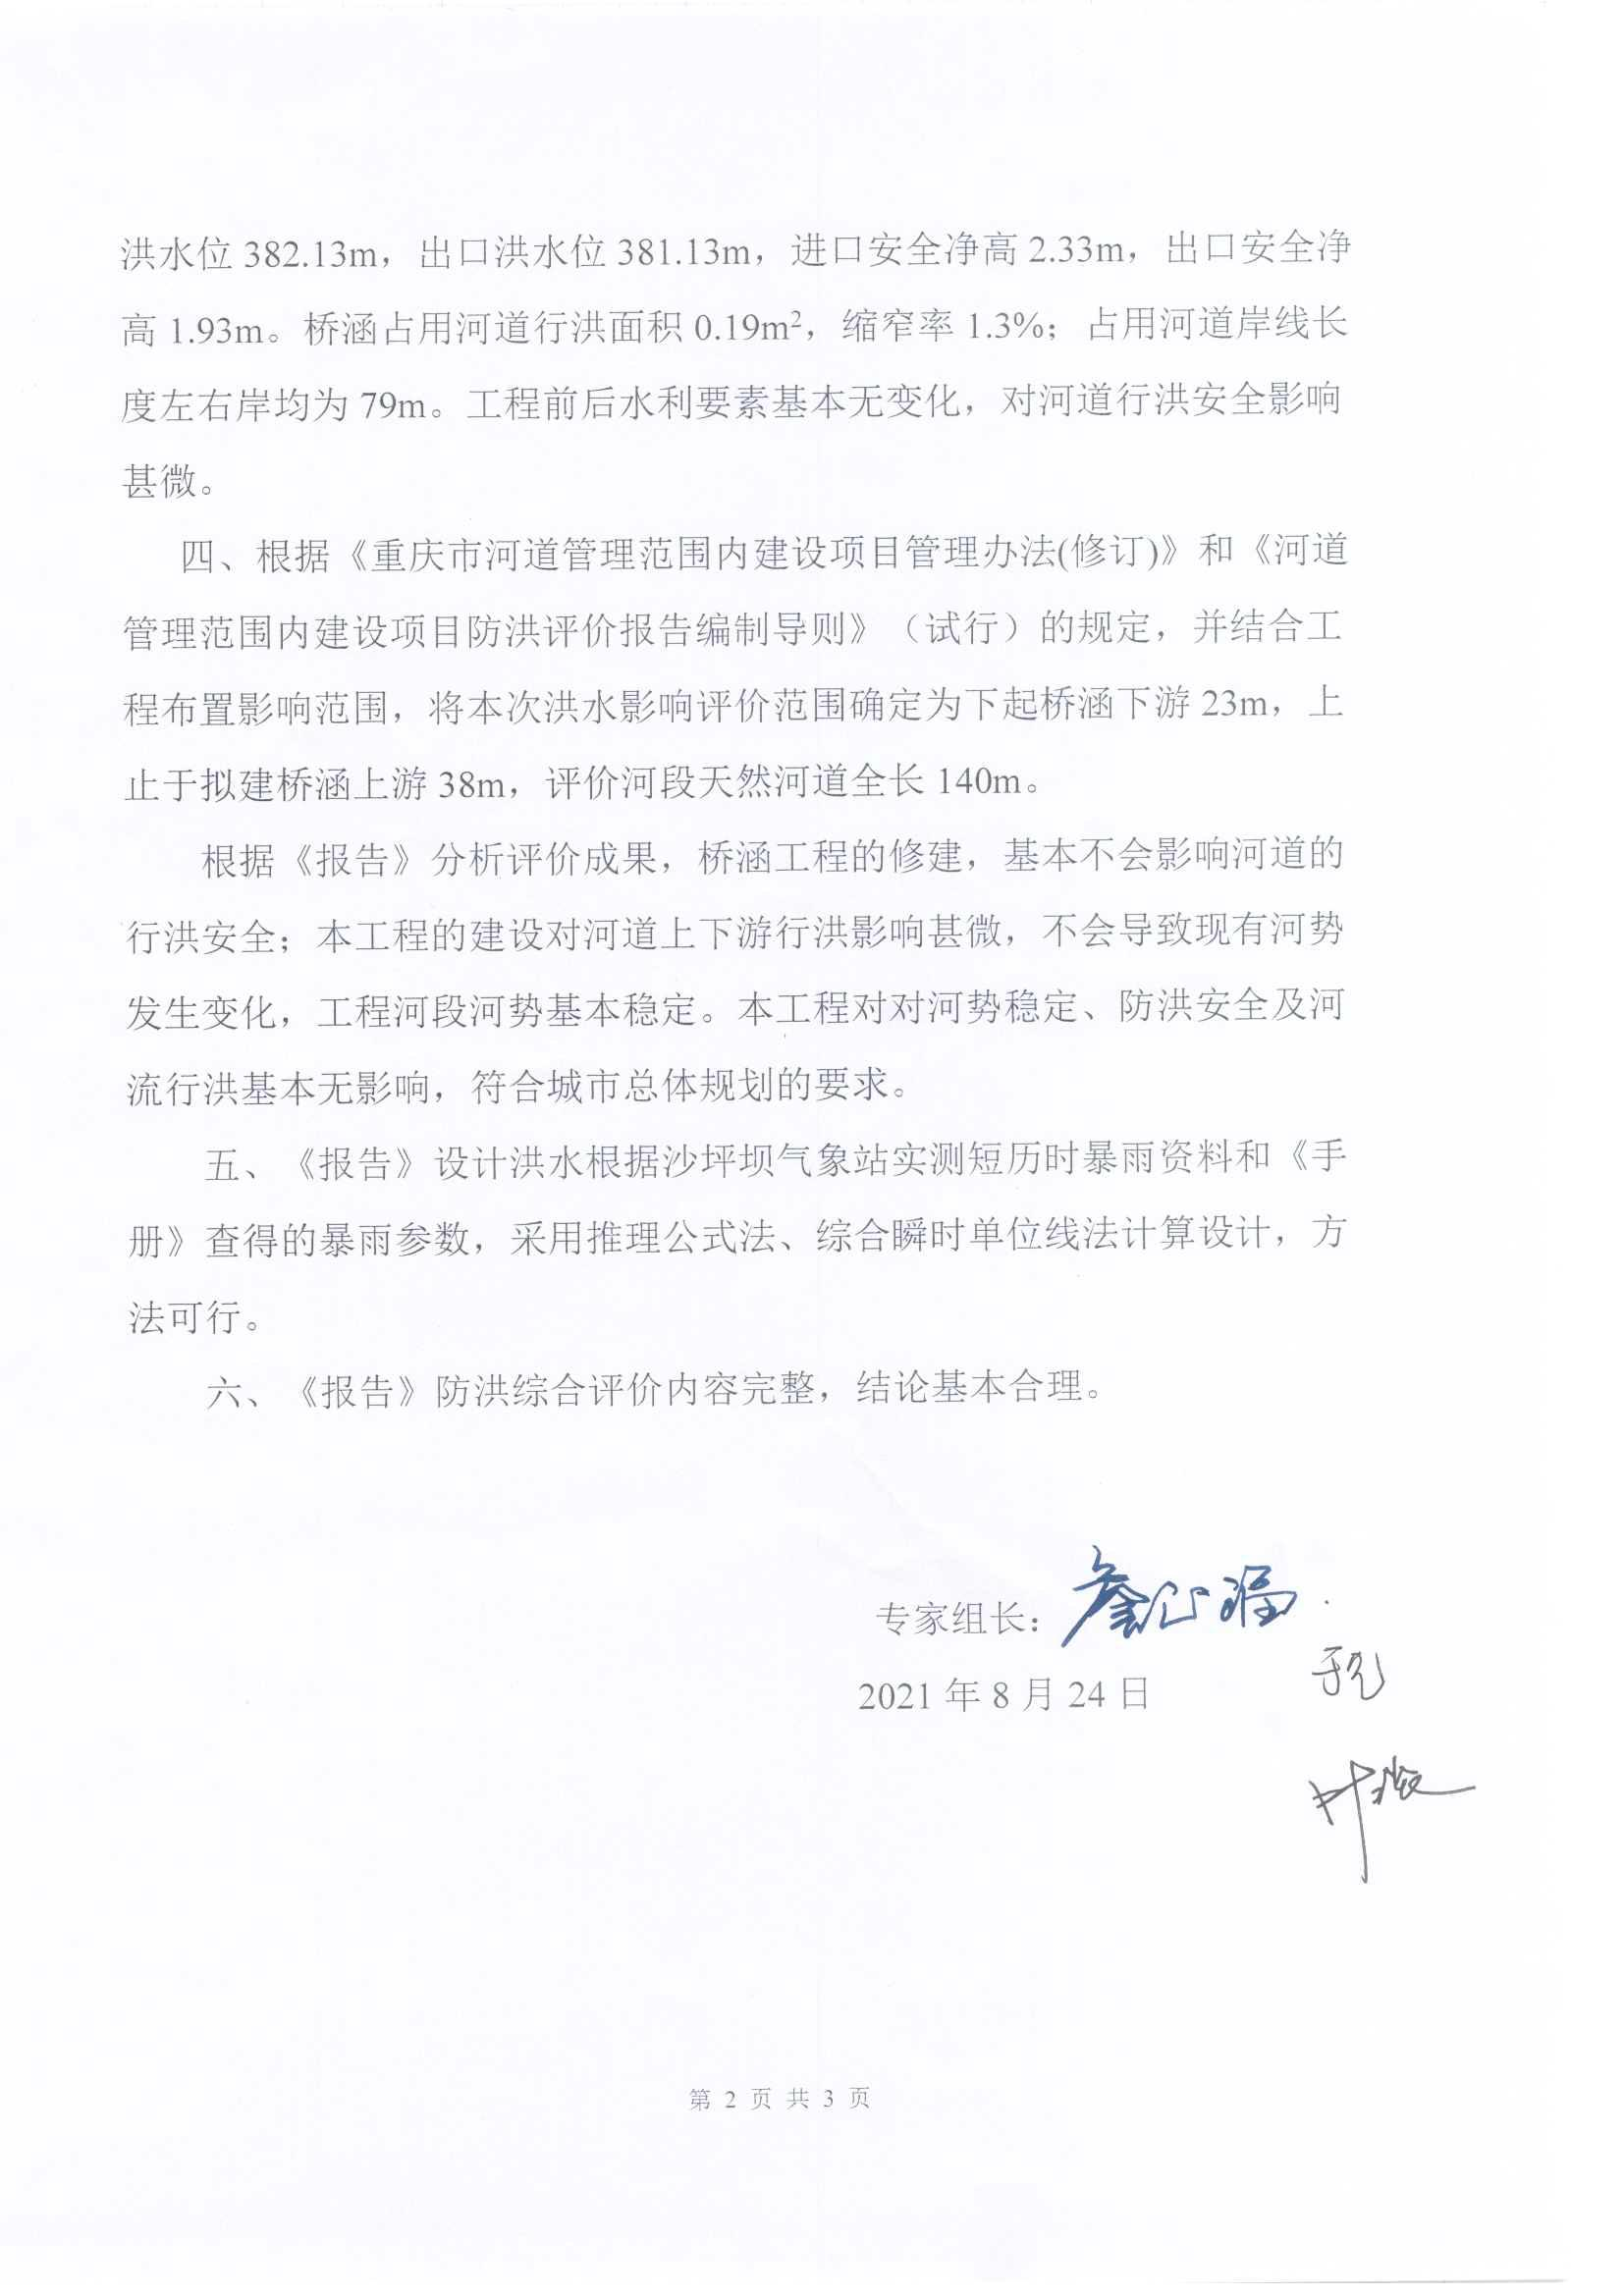 洪水位 382.13m，出口洪水位 381.13m，进口安全净高 2.33m，出口安全净
高 1.93m。桥涵占用河道行洪面积 0.19m²，缩窄率 1.3%；占用河道岸线长
度左右岸均为 79m。工程前后水利要素基本无变化，对河道行洪安全影响
甚微。
四、根据《重庆市河道管理范围内建设项目管理办法(修订)》和《河道
管理范围内建设项目防洪评价报告编制导则》（试行）的规定，并结合工
程布置影响范围，将本次洪水影响评价范围确定为下起桥涵下游 23m，上
止于拟建桥涵上游 38m，评价河段天然河道全长 140m。
根据《报告》分析评价成果，桥涵工程的修建，基本不会影响河道的
行洪安全；本工程的建设对河道上下游行洪影响甚微，不会导致现有河势
发生变化，工程河段河势基本稳定。本工程对对河势稳定、防洪安全及河
流行洪基本无影响，符合城市总体规划的要求。
五、《报告》设计洪水根据沙坪坝气象站实测短历时暴雨资料和《手
册》查得的暴雨参数，采用推理公式法、综合瞬时单位线法计算设计，方
法可行。
六、《报告》防洪综合评价内容完整，结论基本合理。
专家组长：
2021 年 8 月 24 日
第 2 页 共 3 页